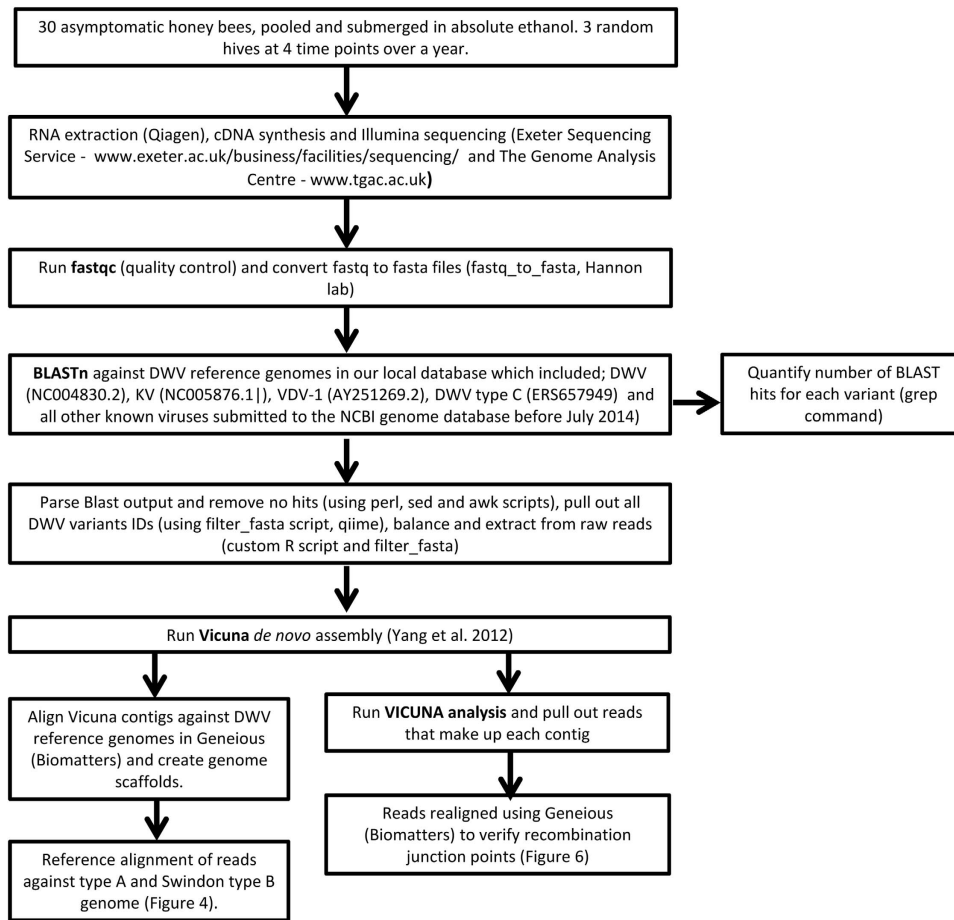 30 asymptomatic honey bees, pooled and submerged in absolute ethanol. 3 random
hives at 4 time points over a year.
RNA extraction (Qiagen), cDNA synthesis and Illumina sequencing (Exeter Sequencing
Service - www.exeter.ac.uk/business/facilities/sequencing/ and The Genome Analysis
Centre - www.tgac.ac.uk)
Run fastqc (quality control) and convert fastq to fasta files (fastq_to_fasta, Hannon
lab)
BLASTn against DWV reference genomes in our local database which included; DWV
(NC004830.2), KV (NC005876.1|), VDV-1 (AY251269.2), DWV type C (ERS657949) and
all other known viruses submitted to the NCBI genome database before July 2014)
Quantify number of BLAST
hits for each variant (grep
command)
Parse Blast output and remove no hits (using perl, sed and awk scripts), pull out all
DWV variants IDs (using filter_fasta script, qiime), balance and extract from raw reads
(custom R script and filter_fasta)
Run Vicuna de novo assembly (Yang et al. 2012)
Align Vicuna contigs against DWV
reference genomes in Geneious
(Biomatters) and create genome
scaffolds.
Reference alignment of reads
against type A and Swindon type B
genome (Figure 4).
Run VICUNA analysis and pull out reads
that make up each contig
Reads realigned using Geneious
(Biomatters) to verify recombination
junction points (Figure 6)